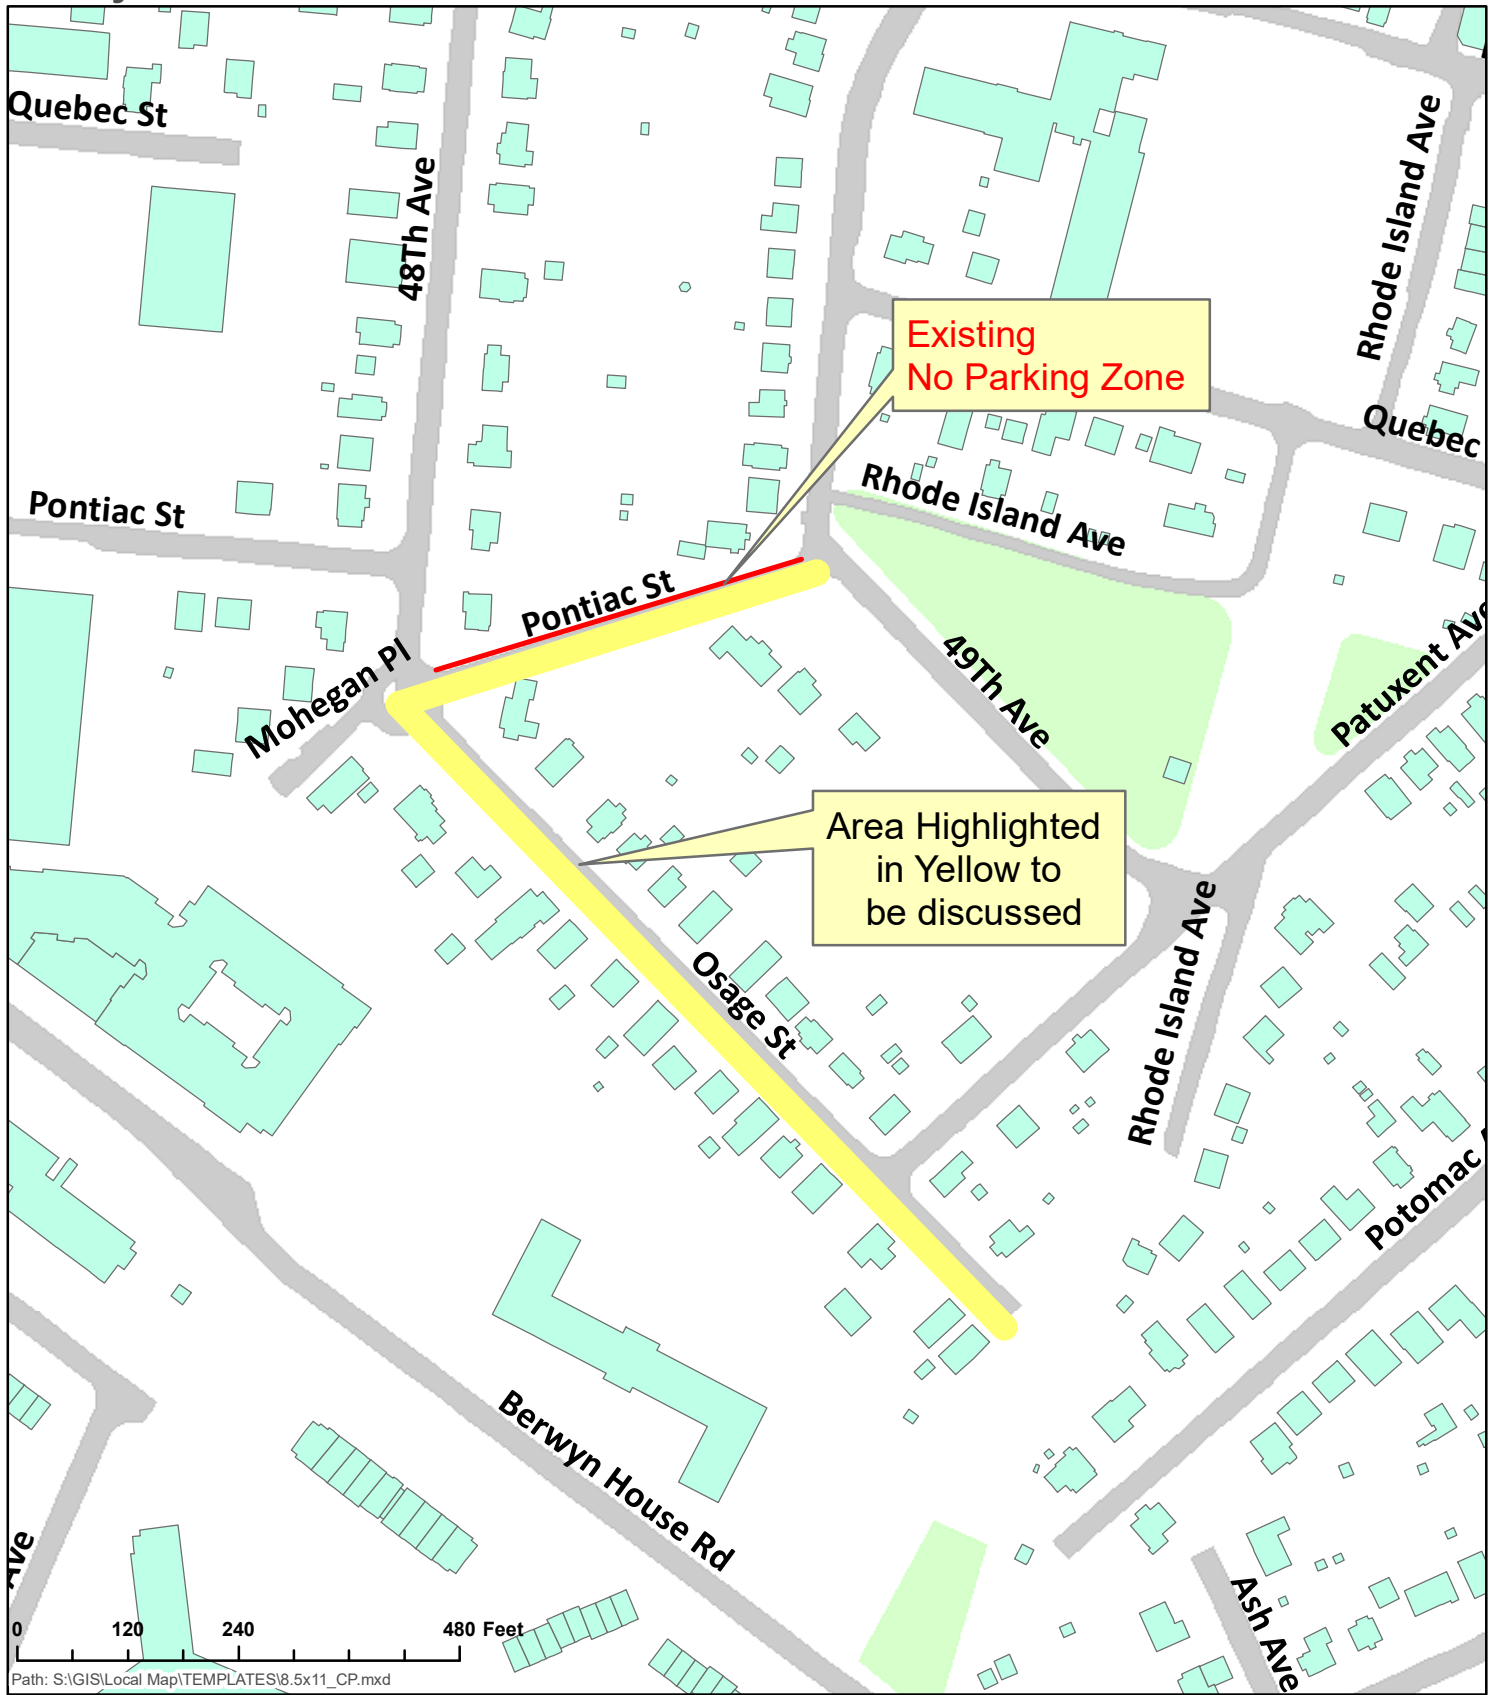 Quebec St
48Th Ave
Rhode Island Ave
Existing
No Parking Zone
Quebec
Rhode Island Ave
Pontiac St
Pontiac St
49Th Ave
Patuxent Ave
Mohegan Pl
Area Highlighted
in Yellow to
be discussed
Rhode Island Ave
Osage St
Potomac
Berwyn House Rd
Ave
Ash Ave
0 120 240 480 Feet
Path: S:\GIS\Local Map\TEMPLATES\8.5x11_CP.mxd